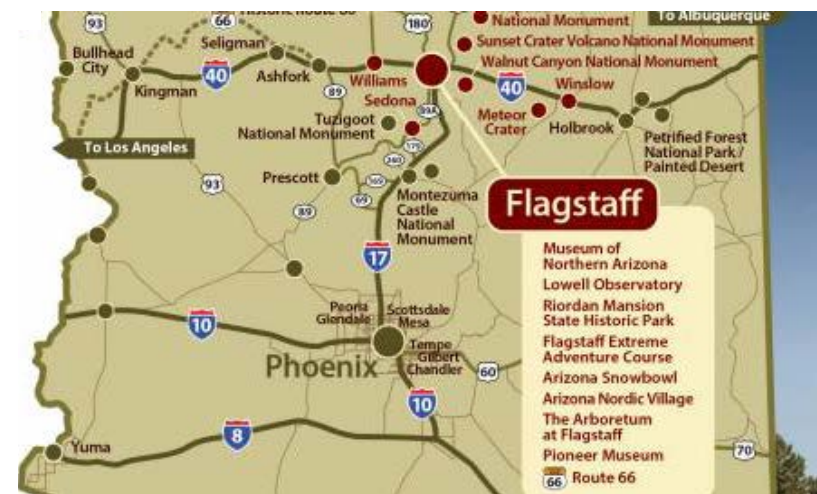 93
66
Historic Route 66
180
National Monument
To Albuquerque
Bullhead
City
Seligman
Sunset Crater Volcano National Monument
Walnut Canyon National Monument
40
Ashfork
Williams
Kingman
40
Winslow
89
Sedona
89A
Meteor
Crater
Holbrook
Tuzigoot
National Monument
179
Petrified Forest
National Park /
Painted Desert
To Los Angeles
260
93
Prescott
169
69
89
Montezuma
Castle
National
Monument
Flagstaff
17
Museum of
Northern Arizona
Lowell Observatory
Riordan Mansion
State Historic Park
Flagstaff Extreme
Adventure Course
Arizona Snowbowl
Arizona Nordic Village
The Arboretum
at Flagstaff
Pioneer Museum
66 Route 66
Peoria
Glendale
Scottsdale
Mesa
10
Phoenix
Tempe
Gilbert
Chandler
60
10
8
Yuma
70